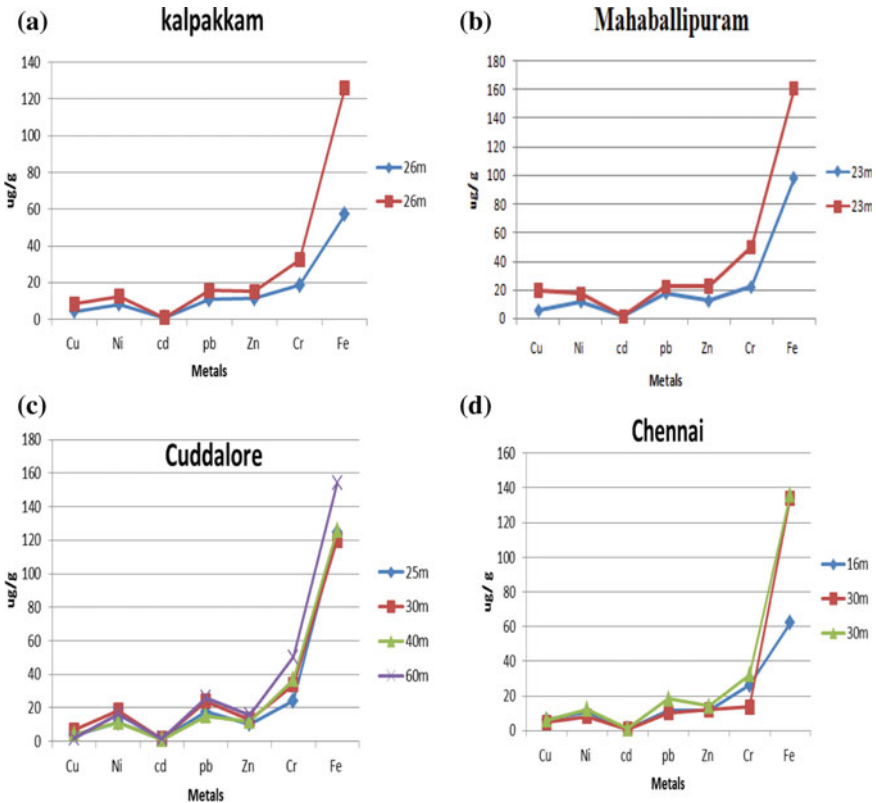 (a)
kalpakkam
140
120
100
80
60
40
20
0
ug/g
Cu Ni cd pb Zn Cr Fe
Metals
26m
26m
(b)
Mahaballipuram
180
160
140
120
100
80
60
40
20
0
ug/g
Cu Ni cd pb Zn Cr Fe
Metals
23m
23m
(c)
Cuddalore
180
160
140
120
100
80
60
40
20
0
ug/g
Cu Ni cd pb Zn Cr Fe
Metals
25m
30m
40m
60m
(d)
Chennai
160
140
120
100
80
60
40
20
0
ug/g
Cu Ni cd pb Zn Cr Fe
Metals
16m
30m
30m